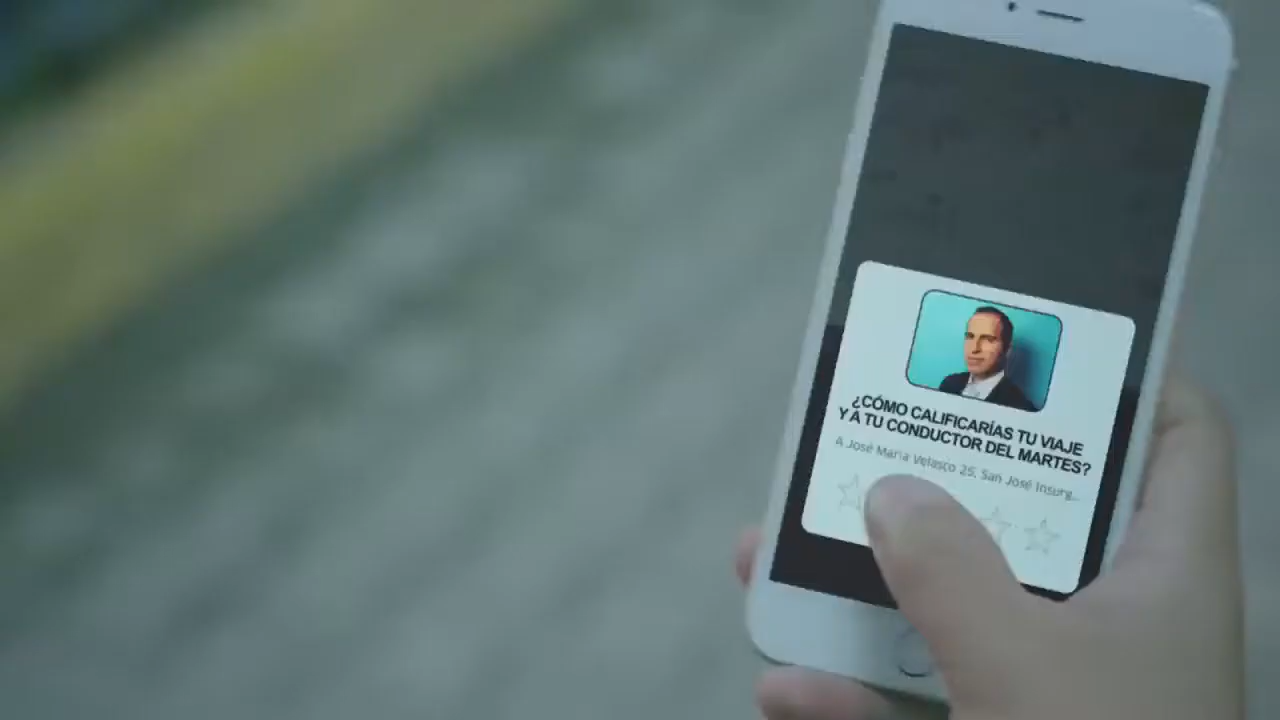 ¿CÓMO CALIFICARÍAS TU VIAJE
Y A TU CONDUCTOR DEL MARTES?
A José María Velasco 25, San José Insurg...